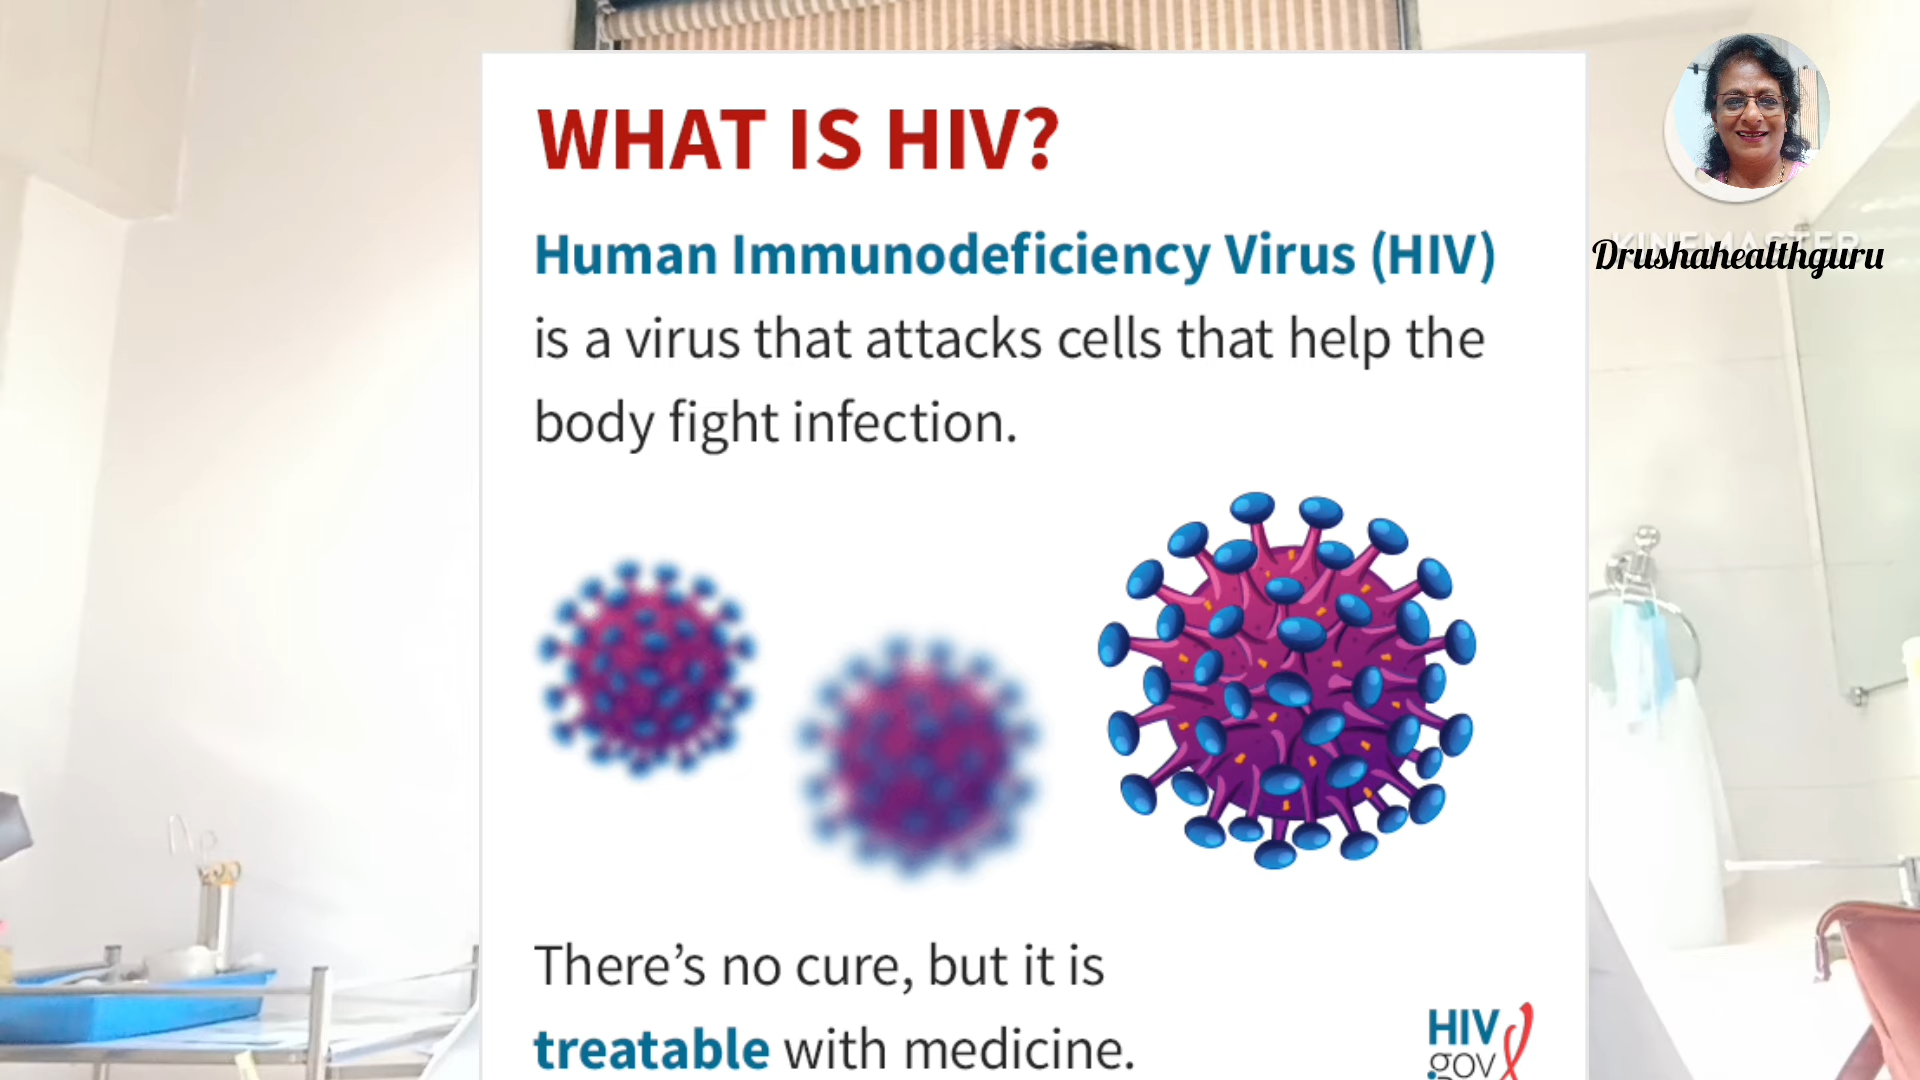 WHAT IS HIV?
Human Immunodeficiency Virus (HIV)
is a virus that attacks cells that help the
body fight infection.
There's no cure, but it is
treatable with medicine.
HIV
.gov
KINEMASTER
Drushahealthguru